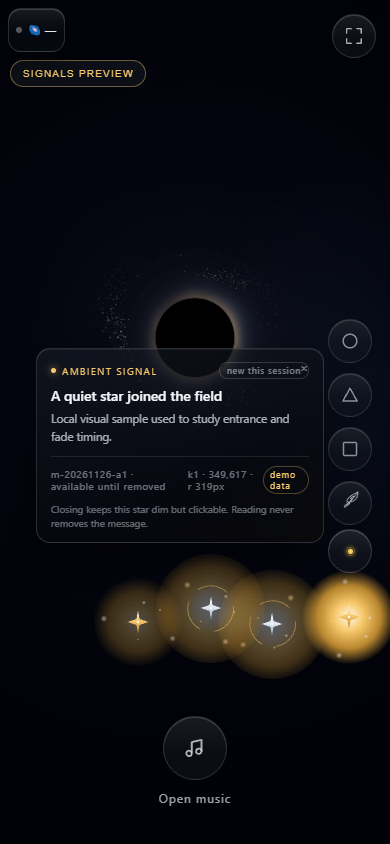 —
SIGNALS PREVIEW
AMBIENT SIGNAL
new this session
×
A quiet star joined the field
Local visual sample used to study entrance and
fade timing.
m-20261126-a1 ·
available until removed
k1 · 349,617 ·
r 319px
demo
data
Closing keeps this star dim but clickable. Reading never
removes the message.
Open music